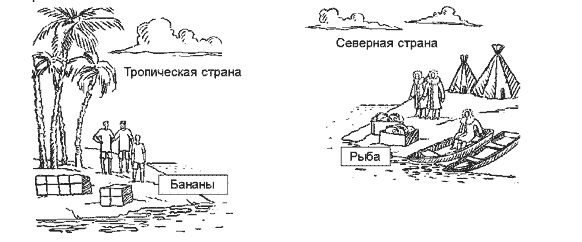 Тропическая страна
Бананы
Северная страна
Рыба